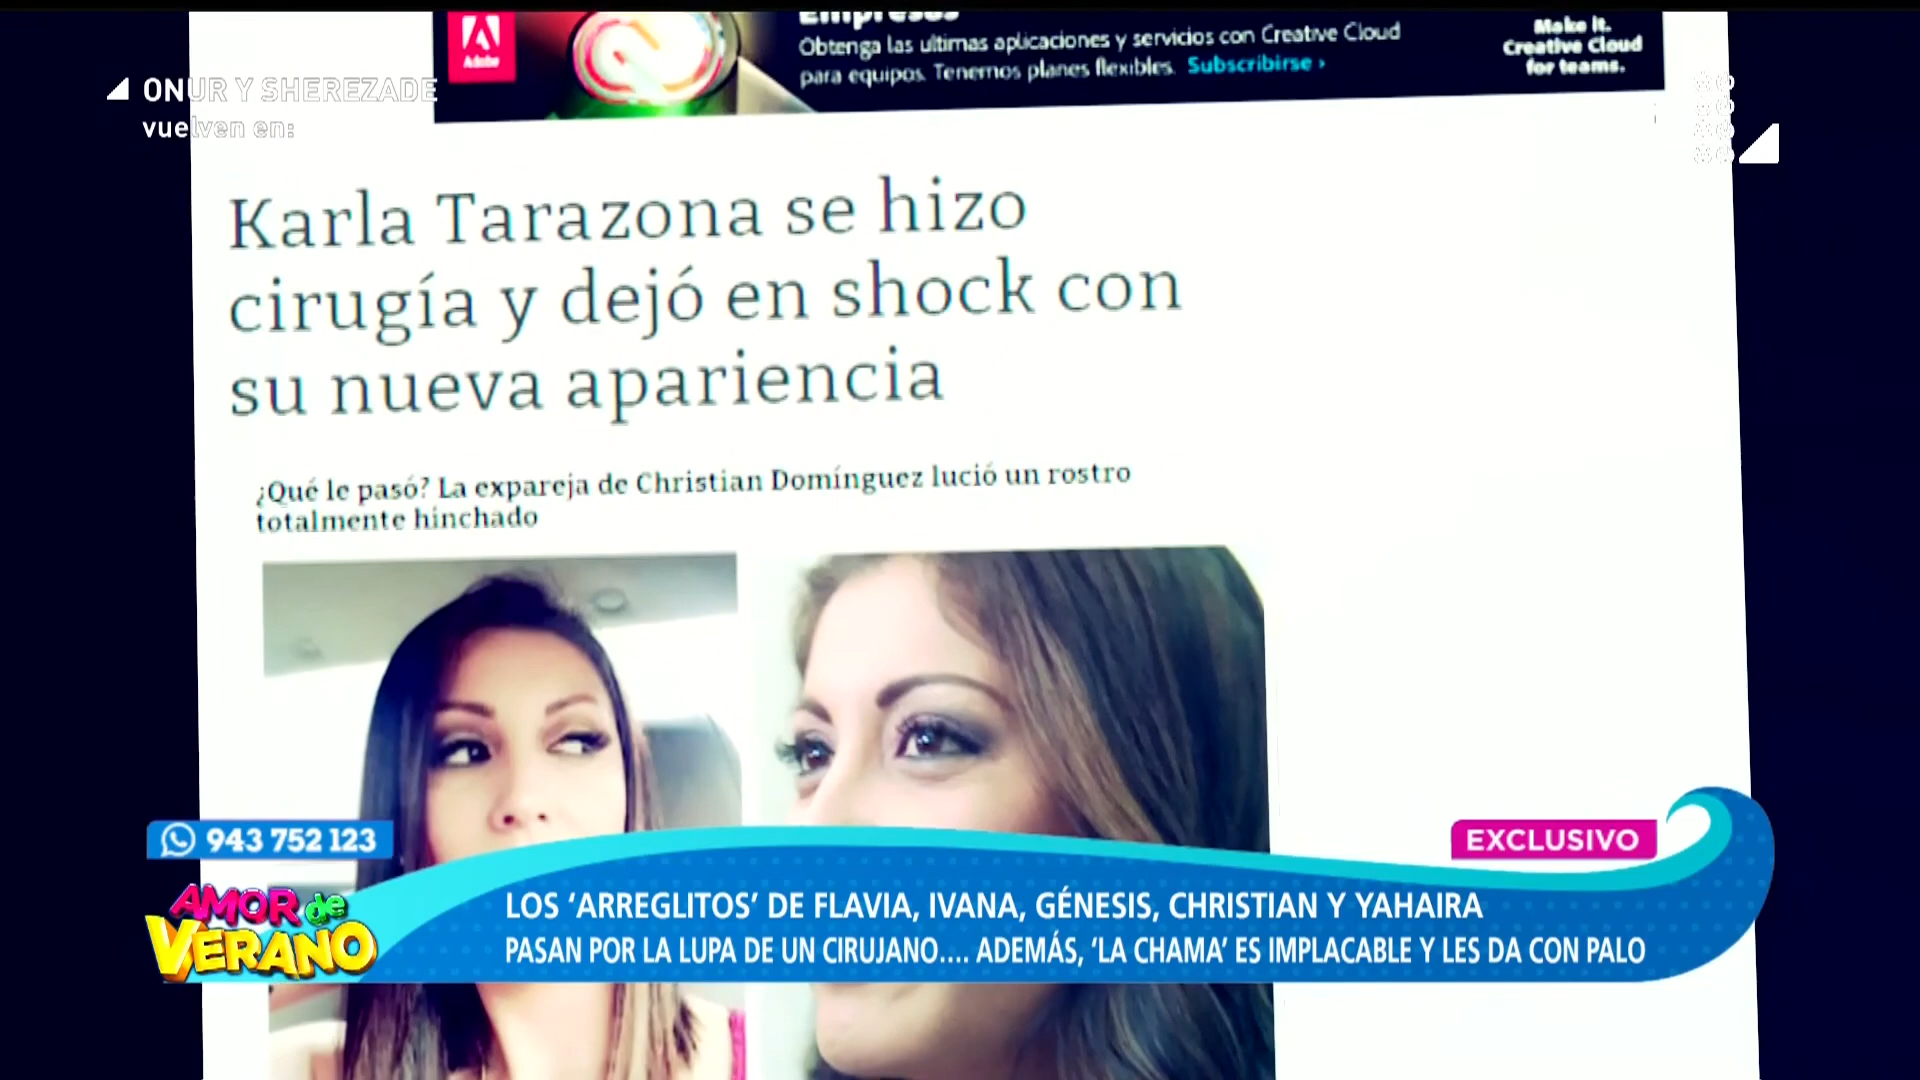 Adobe
Obtenga las ultimas aplicaciones y servicios con Creative Cloud
para equipos. Tenemos planes flexibles. Subscribirse ›
Make it.
Creative Cloud
for teams.
ONUR Y SHEREZADE
vuelven en:
Karla Tarazona se hizo
cirugía y dejó en shock con
su nueva apariencia
¿Qué le pasó? La expareja de Christian Domínguez lució un rostro
totalmente hinchado
943 752 123
EXCLUSIVO
AMOR de
VERANO
LOS ‘ARREGLITOS’ DE FLAVIA, IVANA, GÉNESIS, CHRISTIAN Y YAHAIRA
PASAN POR LA LUPA DE UN CIRUJANO.... ADEMÁS, ‘LA CHAMA’ ES IMPLACABLE Y LES DA CON PALO